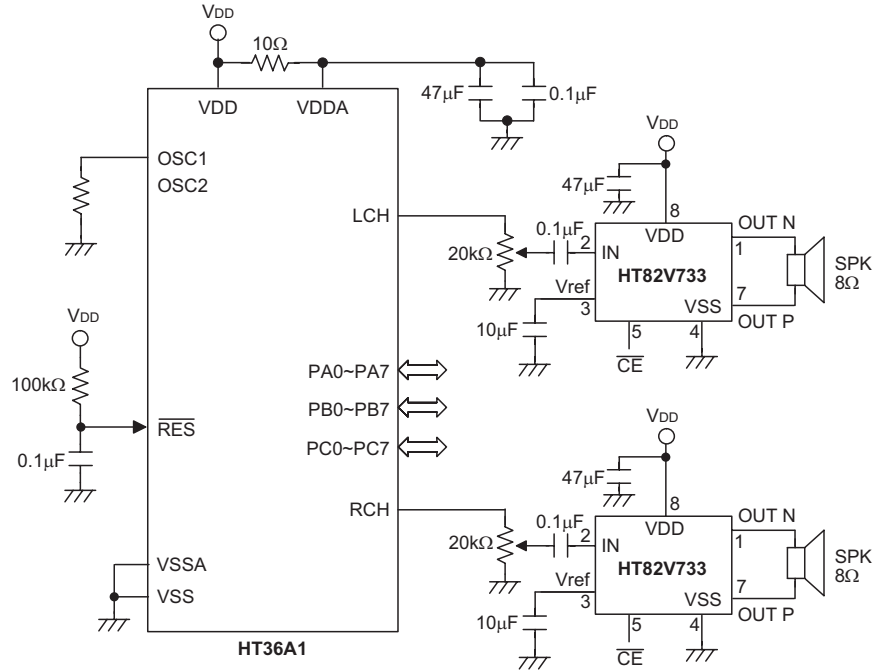 VDD
10Ω
VDD
VDDA
47μF
0.1μF
OSC1
OSC2
LCH
20kΩ
0.1μF
VDD
47μF
8
VDD
2
IN
HT82V733
OUT N
1
SPK
8Ω
7
OUT P
Vref
3
VSS
10μF
5
4
CE
VDD
100kΩ
RES
0.1μF
PA0~PA7
PB0~PB7
PC0~PC7
RCH
20kΩ
0.1μF
VDD
47μF
8
VDD
2
IN
HT82V733
OUT N
1
SPK
8Ω
7
OUT P
Vref
3
VSS
10μF
5
4
CE
VSSA
VSS
HT36A1